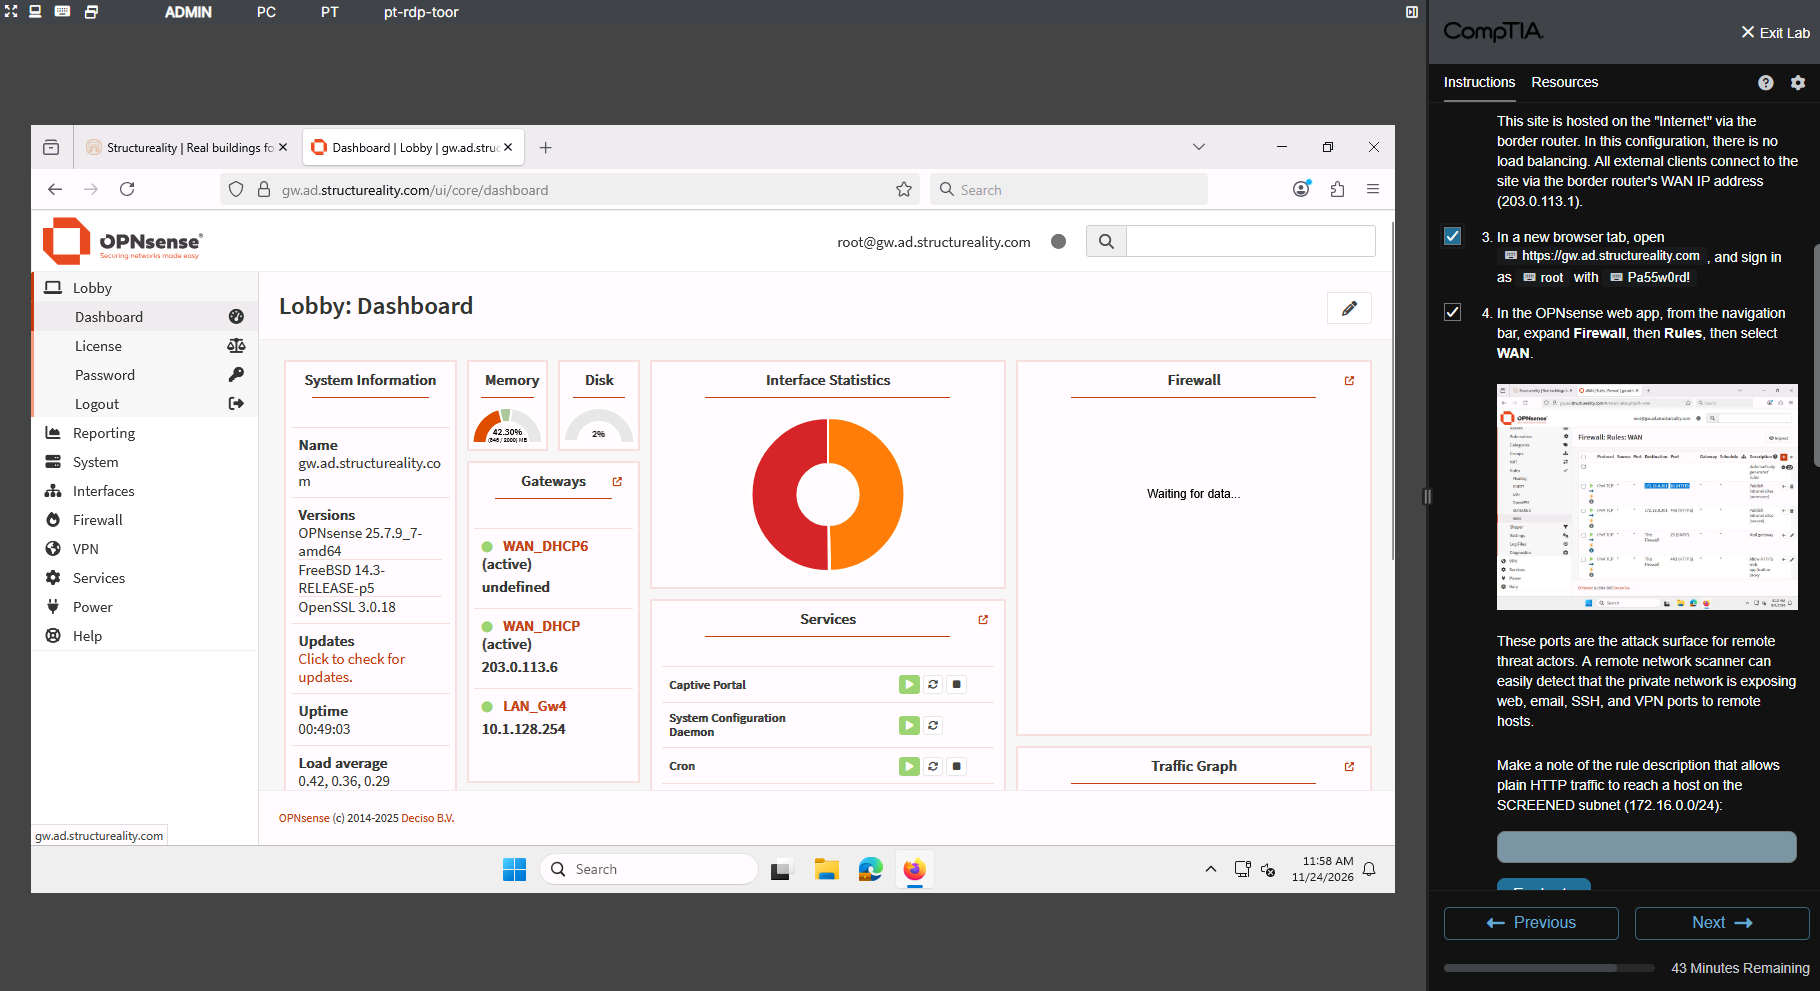 ADMIN PC PT pt-rdp-toor
Structureality | Real buildings fo
Dashboard | Lobby | gw.ad.struc
gw.ad.structureality.com/ui/core/dashboard
Search
OPNsense®
Securing networks made easy
root@gw.ad.structureality.com
Lobby
Dashboard
License
Password
Logout
Reporting
System
Interfaces
Firewall
VPN
Services
Power
Help
gw.ad.structureality.com
Lobby: Dashboard
System Information
Name
gw.ad.structureality.co
m
Versions
OPNsense 25.7.9_7-
amd64
FreeBSD 14.3-
RELEASE-p5
OpenSSL 3.0.18
Updates
Click to check for
updates.
Uptime
00:49:03
Load average
0.42, 0.36, 0.29
Memory
42.30%
(846 / 2000) MB
Disk
2%
Gateways
WAN_DHCP6
(active)
undefined
WAN_DHCP
(active)
203.0.113.6
LAN_Gw4
10.1.128.254
Interface Statistics
Services
Captive Portal
System Configuration
Daemon
Cron
Firewall
Waiting for data...
Traffic Graph
OPNsense (c) 2014-2025 Deciso B.V.
Search
11:58 AM
11/24/2026
CompTIA.
Exit Lab
Instructions Resources
This site is hosted on the "Internet" via the
border router. In this configuration, there is no
load balancing. All external clients connect to the
site via the border router's WAN IP address
(203.0.113.1).
3. In a new browser tab, open
https://gw.ad.structureality.com , and sign in
as root with Pa55w0rd!
4. In the OPNsense web app, from the navigation
bar, expand Firewall, then Rules, then select
WAN.
OPNsense
Firewall: Rules: WAN
These ports are the attack surface for remote
threat actors. A remote network scanner can
easily detect that the private network is exposing
web, email, SSH, and VPN ports to remote
hosts.
Make a note of the rule description that allows
plain HTTP traffic to reach a host on the
SCREENED subnet (172.16.0.0/24):
Previous
Next
43 Minutes Remaining